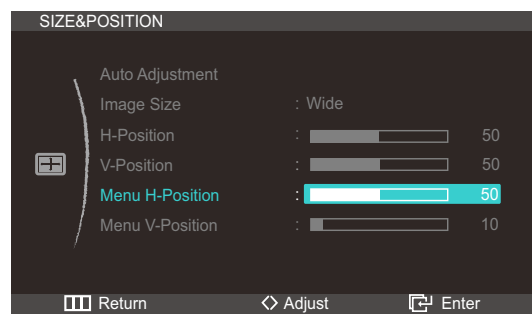 SIZE&POSITION
Auto Adjustment
Image Size : Wide
H-Position : 50
V-Position : 50
Menu H-Position : 50
Menu V-Position : 10
Return Adjust Enter